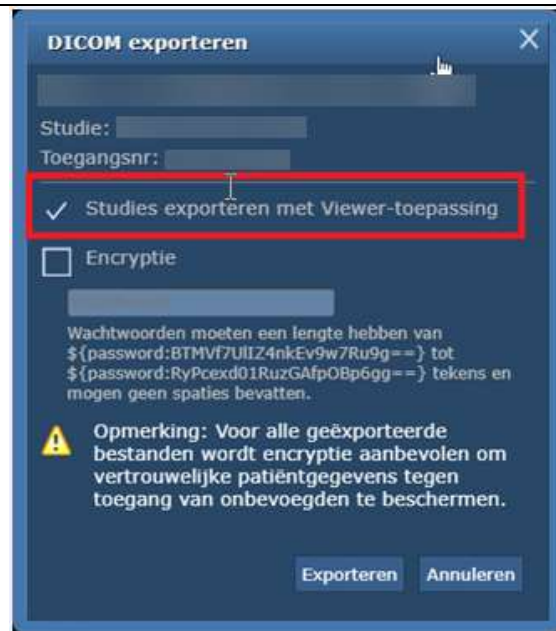 DICOM exporteren
Studie:
Toegangsnr:
Studies exporteren met Viewer-toepassing
Encryptie
Wachtwoorden moeten een lengte hebben van
${password:BTMVf7UlIZ4nkEv9w7Ru9g==} tot
${password:RyPcexd01RuzGAfpOBp6gg==} tekens en
mogen geen spaties bevatten.
Opmerking: Voor alle geëxporteerde
bestanden wordt encryptie aanbevolen om
vertrouwelijke patiëntgegevens tegen
toegang van onbevoegden te beschermen.
Exporteren Annuleren